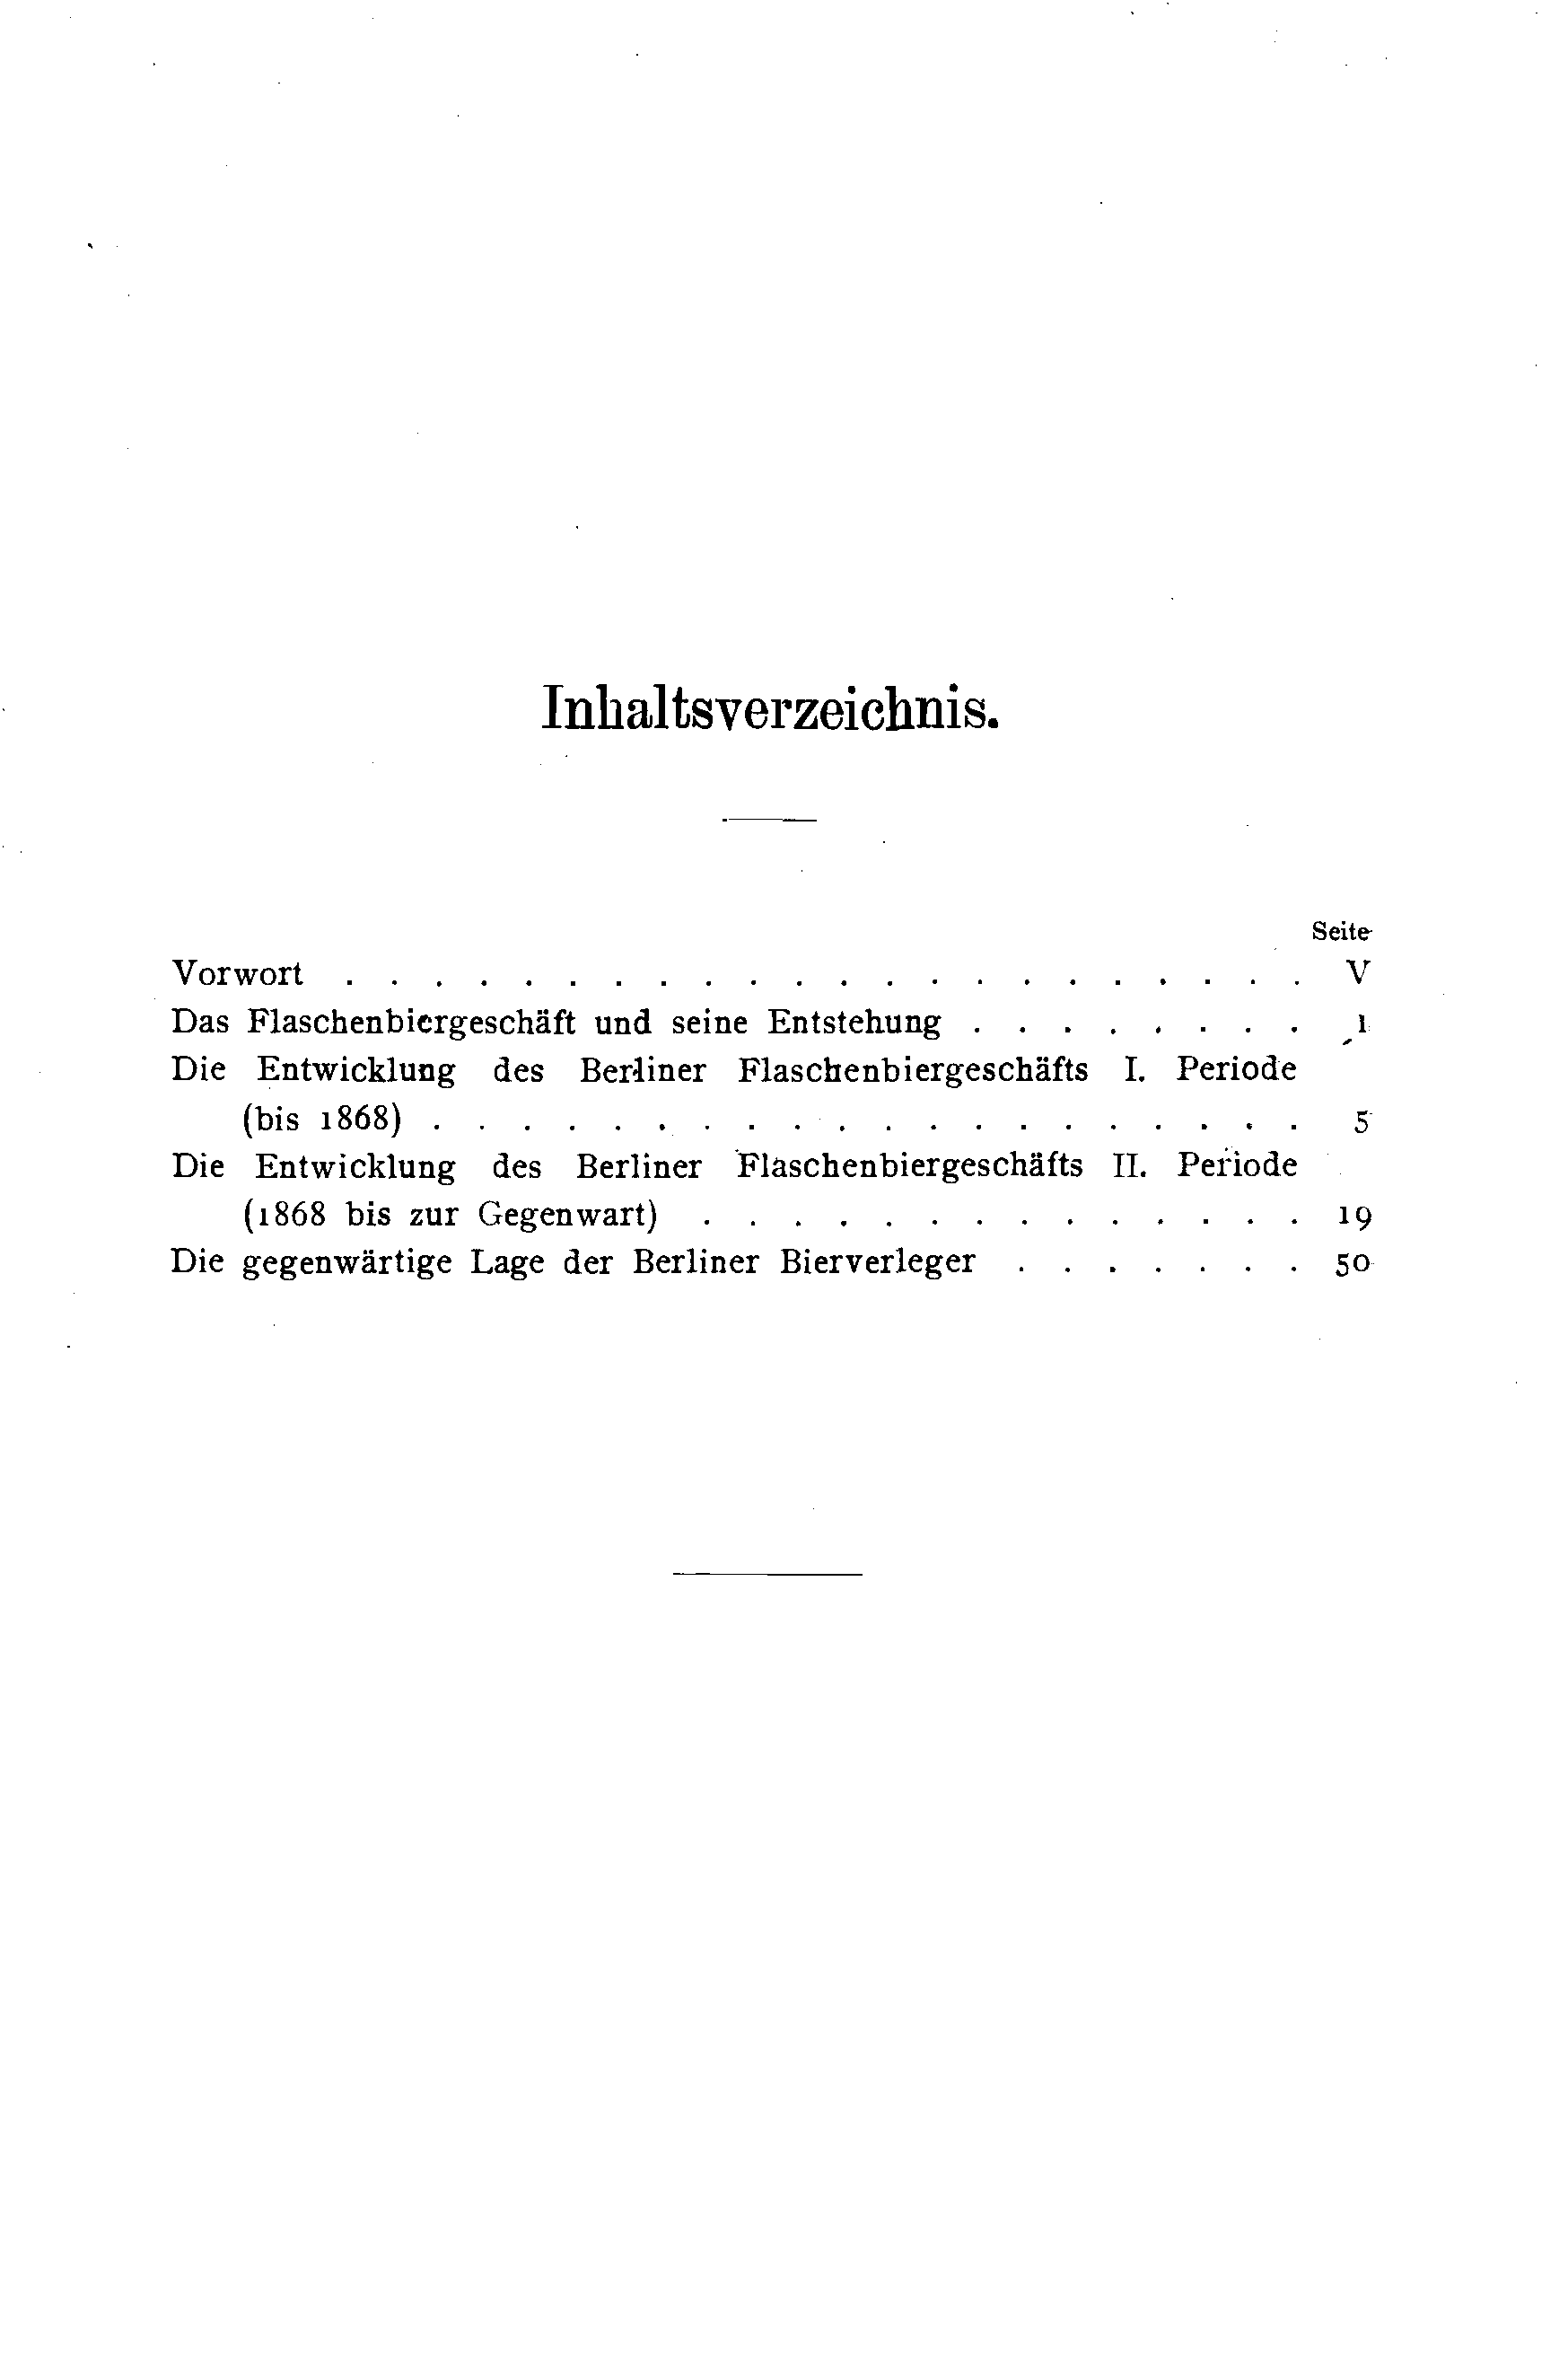 Inhaltsverzeichnis.
Seite
Vorwort . . . . . . . . . . . . . . . . . . . . . . V
Das Flaschenbiergeschäft und seine Entstehung . . . . . . . . 1
Die Entwicklung des Berliner Flaschenbiergeschäfts I. Periode
(bis 1868) . . . . . . . . . . . . . . . . . . . . 5
Die Entwicklung des Berliner Flaschenbiergeschäfts II. Periode
(1868 bis zur Gegenwart) . . . . . . . . . . . . . . 19
Die gegenwärtige Lage der Berliner Bierverleger . . . . . . . 50